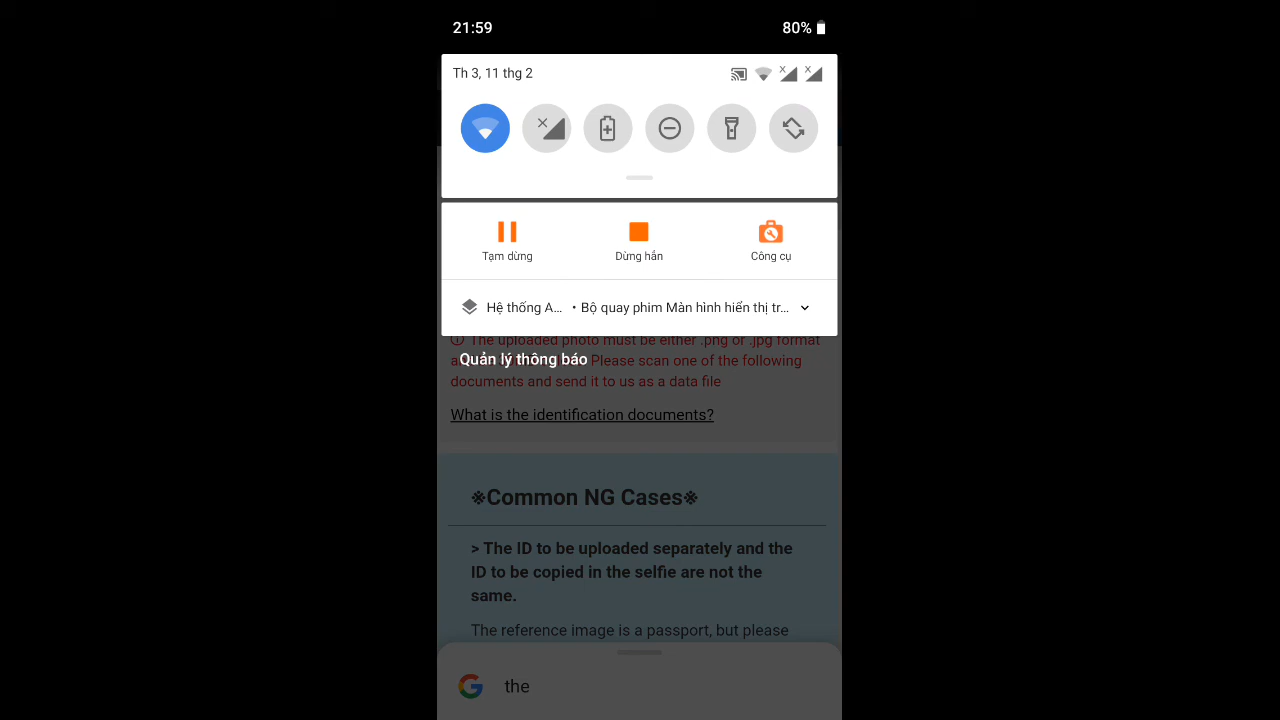 21:59 80%
Th 3, 11 thg 2
Tạm dừng Dừng hẳn Công cụ
Hệ thống A... • Bộ quay phim Màn hình hiển thị tr...
The uploaded photo must be either .png or .jpg format
Quản lý thông báo Please scan one of the following
documents and send it to us as a data file
What is the identification documents?
※Common NG Cases※
> The ID to be uploaded separately and the
ID to be copied in the selfie are not the
same.
The reference image is a passport, but please
the